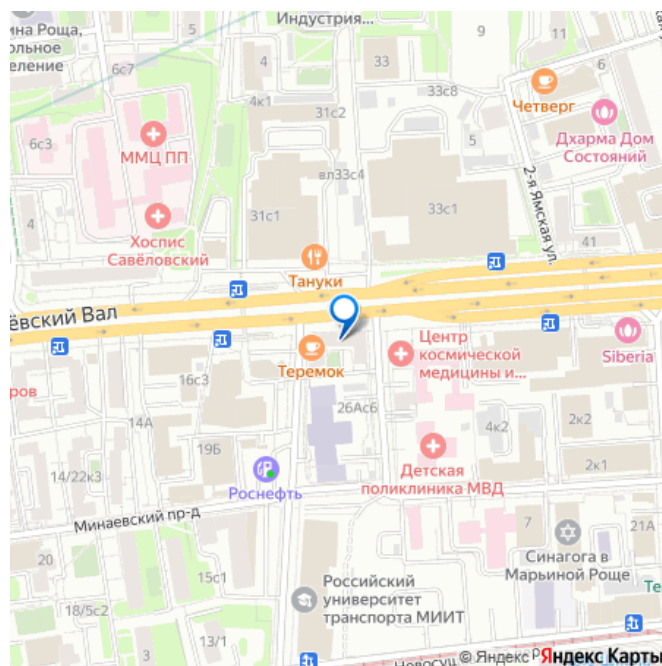 Индустрия...
ина Роща,
ольное
еление
6с7
4
33
9
11
6
33с8
Четверг
4к1
31с2
5
6с3
ММЦ ПП
Дхарма Дом
Состояний
вл33с4
2-я Ямская ул.
4
31с1
33с1
Хоспис
Савёловский
41
Тануки
ёвский Вал
Центр
космической
медицины и...
Siberia
Теремок
ров
16с3
14А
26Ас6
2к2
4к2
19Б
14/22к3
2к1
Детская
поликлиника МВД
Роснефть
Минаевский пр-д
7
21А
Синагога в
Марьиной Роще
20
15с1
Российский
университет
транспорта МИИТ
Те
18/5с2
3
13/1
Новосущ
© Яндекс Яндекс Карты